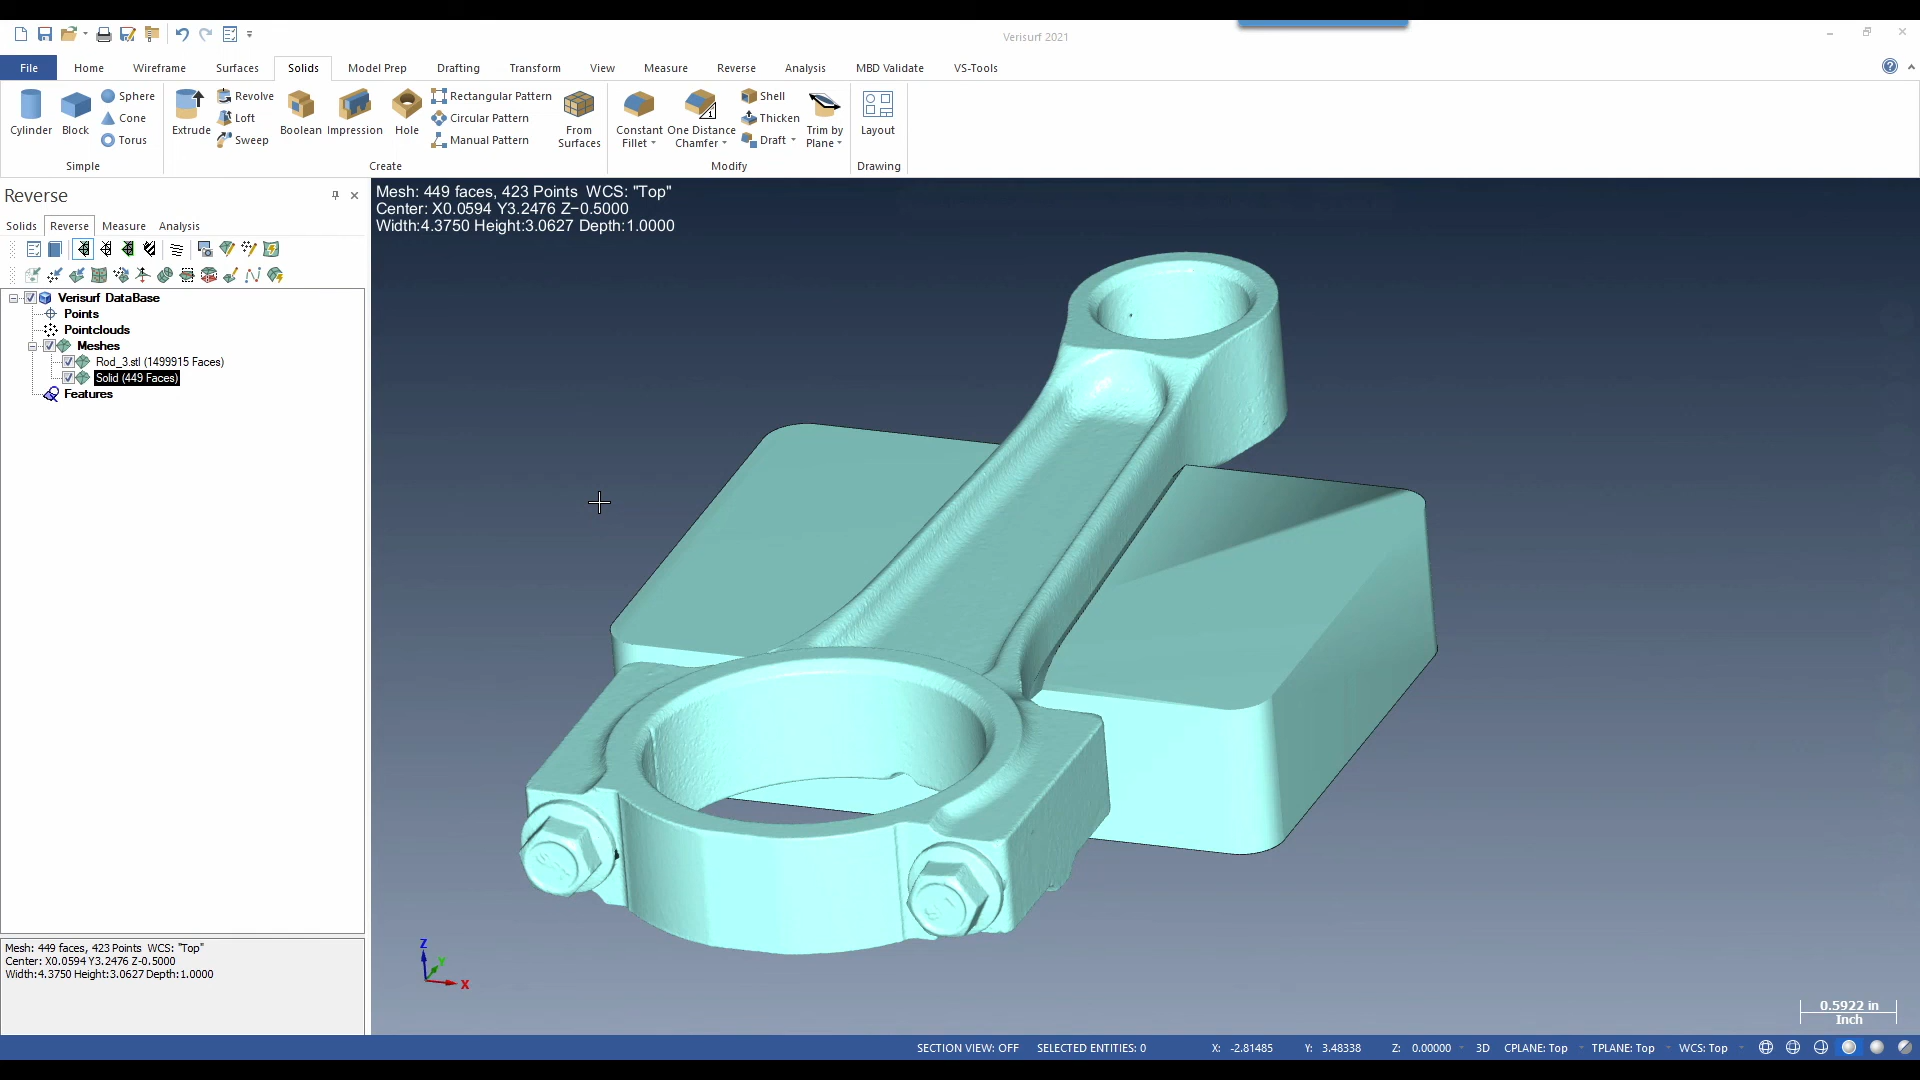 Verisurf 2021
File Home Wireframe Surfaces Solids Model Prep Drafting Transform View Measure Reverse Analysis MBD Validate VS-Tools
Cylinder Block Sphere Cone Torus
Simple
Extrude Revolve Loft Sweep Boolean Impression Hole Rectangular Pattern Circular Pattern Manual Pattern From Surfaces
Create
Constant Fillet One Distance Chamfer Shell Thicken Draft Trim by Plane
Modify
Layout
Drawing
Reverse
Solids Reverse Measure Analysis
Verisurf DataBase
Points
Pointclouds
Meshes
Rod_3.stl (1499915 Faces)
Solid (449 Faces)
Features
Mesh: 449 faces, 423 Points WCS: "Top"
Center: X0.0594 Y3.2476 Z-0.5000
Width:4.3750 Height:3.0627 Depth:1.0000
Mesh: 449 faces, 423 Points WCS: "Top"
Center: X0.0594 Y3.2476 Z-0.5000
Width:4.3750 Height:3.0627 Depth:1.0000
Z
Y
X
0.5922 in
Inch
SECTION VIEW: OFF SELECTED ENTITIES: 0 X: -2.81485 Y: 3.48338 Z: 0.00000 3D CPLANE: Top TPLANE: Top WCS: Top